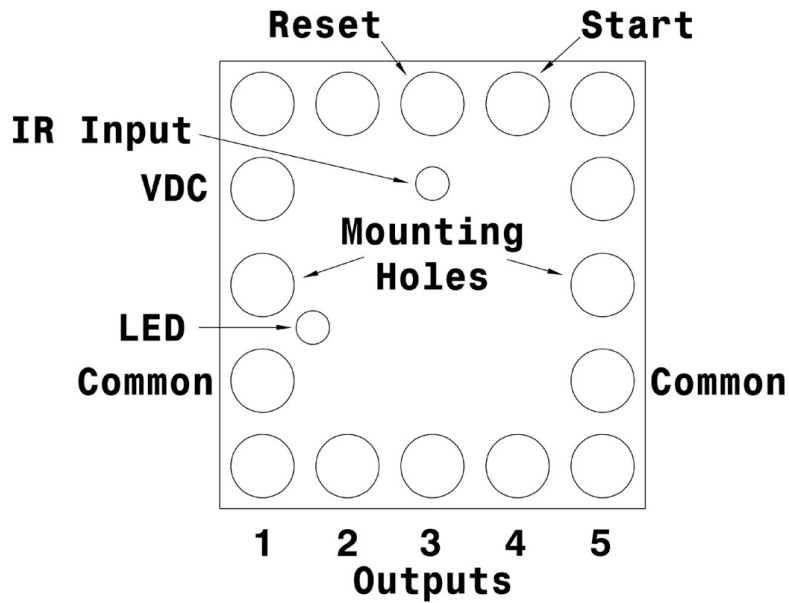 Reset
Start
IR Input
VDC
Mounting
Holes
LED
Common
Common
1 2 3 4 5
Outputs